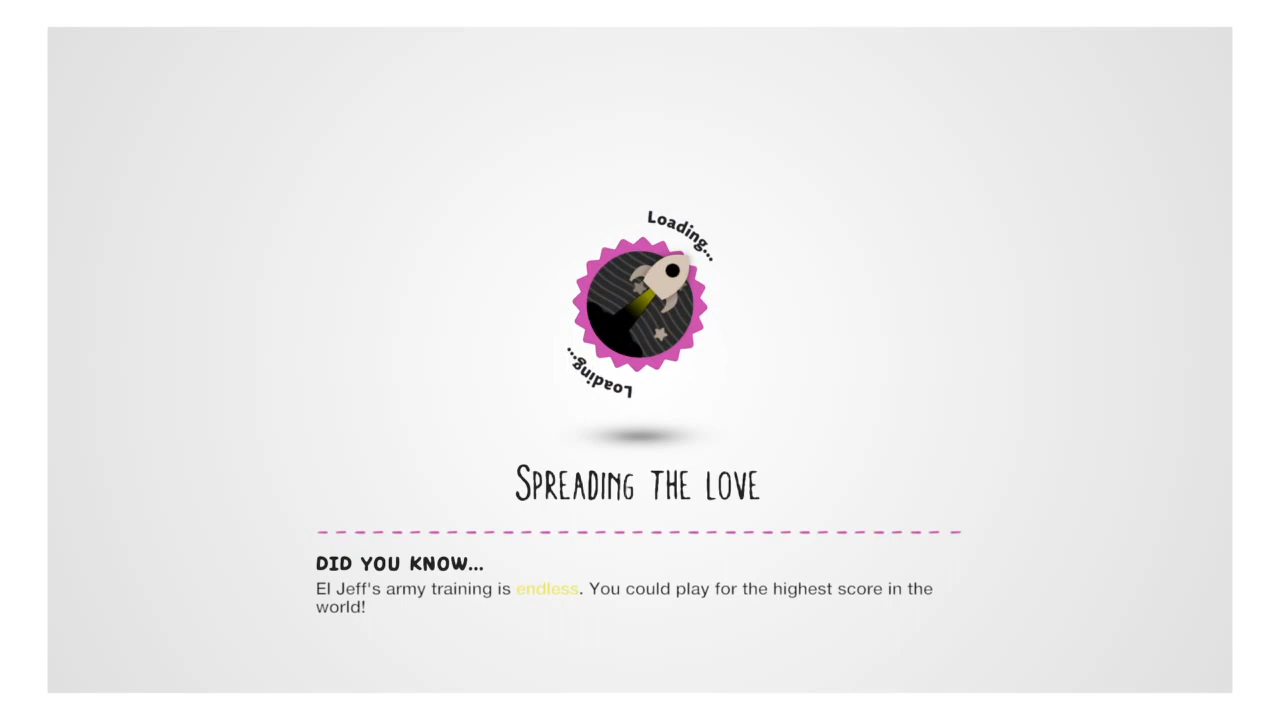 Loading...
Loading...
SPREADING THE LOVE
DID YOU KNOW...
El Jeff's army training is endless. You could play for the highest score in the
world!